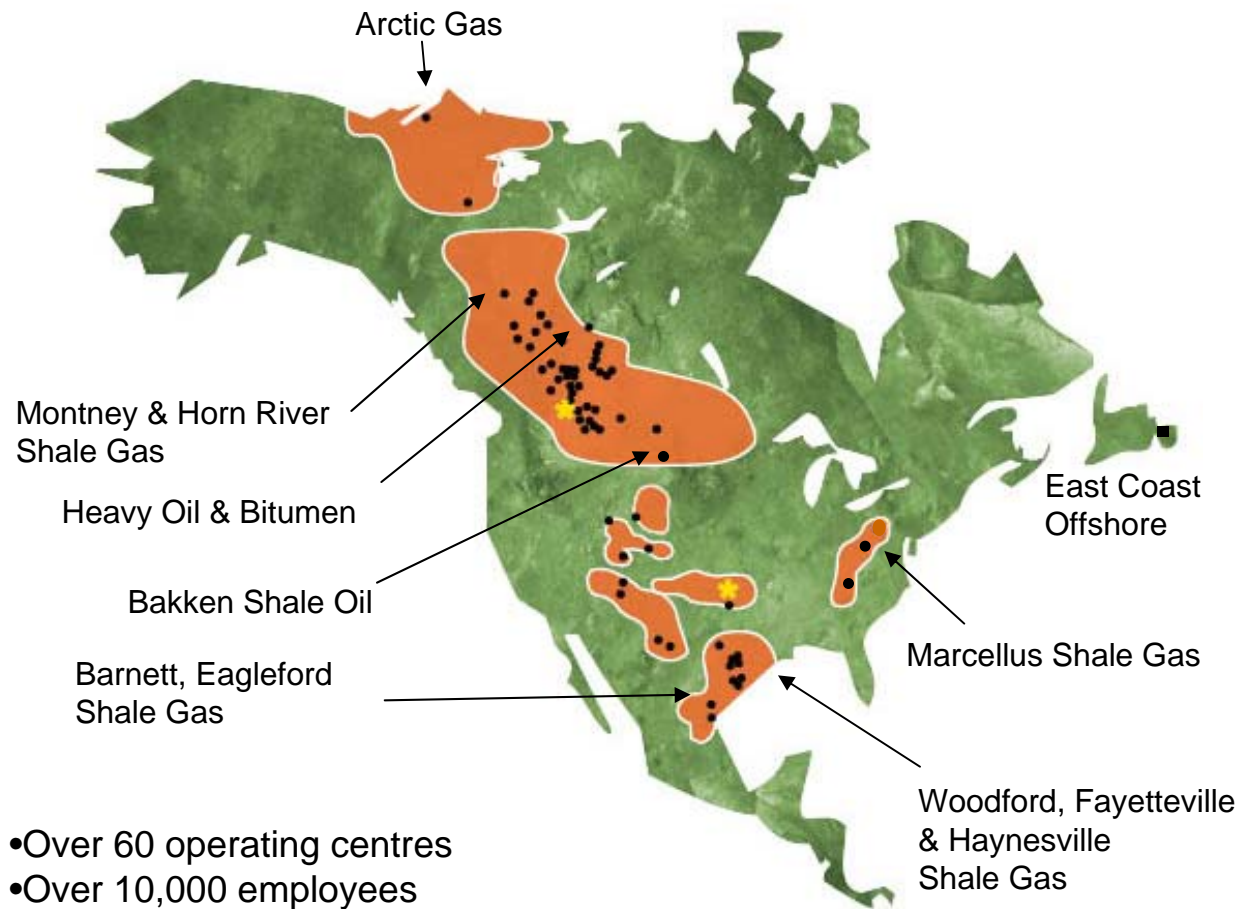 Arctic Gas
Montney & Horn River
Shale Gas
Heavy Oil & Bitumen
East Coast
Offshore
Bakken Shale Oil
Marcellus Shale Gas
Barnett, Eagleford
Shale Gas
Woodford, Fayetteville
& Haynesville
Shale Gas
•Over 60 operating centres
•Over 10,000 employees